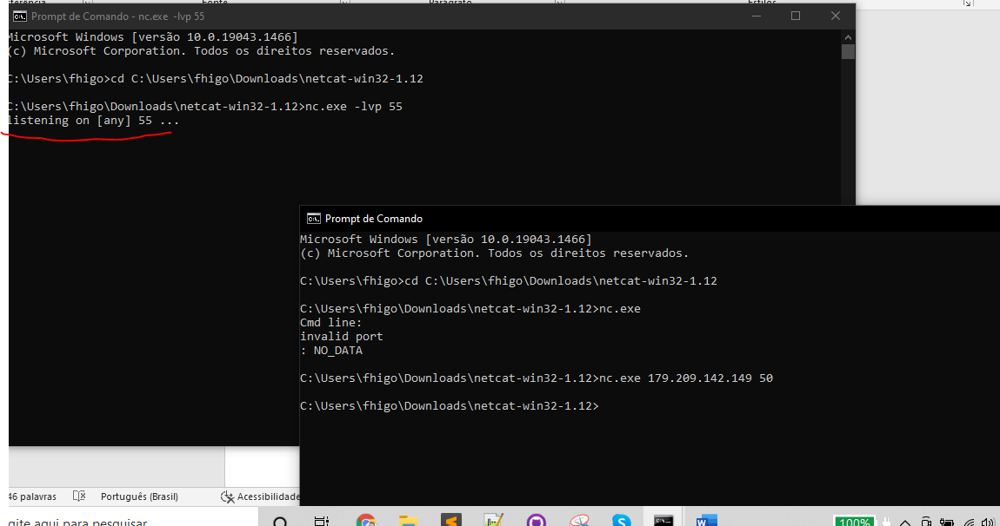 Prompt de Comando - nc.exe -lvp 55
Microsoft Windows [versão 10.0.19043.1466]
(c) Microsoft Corporation. Todos os direitos reservados.
C:\Users\fhigo>cd C:\Users\fhigo\Downloads\netcat-win32-1.12
C:\Users\fhigo\Downloads\netcat-win32-1.12>nc.exe -lvp 55
listening on [any] 55 ...
Prompt de Comando
Microsoft Windows [versão 10.0.19043.1466]
(c) Microsoft Corporation. Todos os direitos reservados.
C:\Users\fhigo>cd C:\Users\fhigo\Downloads\netcat-win32-1.12
C:\Users\fhigo\Downloads\netcat-win32-1.12>nc.exe
Cmd line:
invalid port
: NO_DATA
C:\Users\fhigo\Downloads\netcat-win32-1.12>nc.exe 179.209.142.149 50
C:\Users\fhigo\Downloads\netcat-win32-1.12>
46 palavras
Português (Brasil)
Acessibilidade
gite aqui para pesquisar
100%